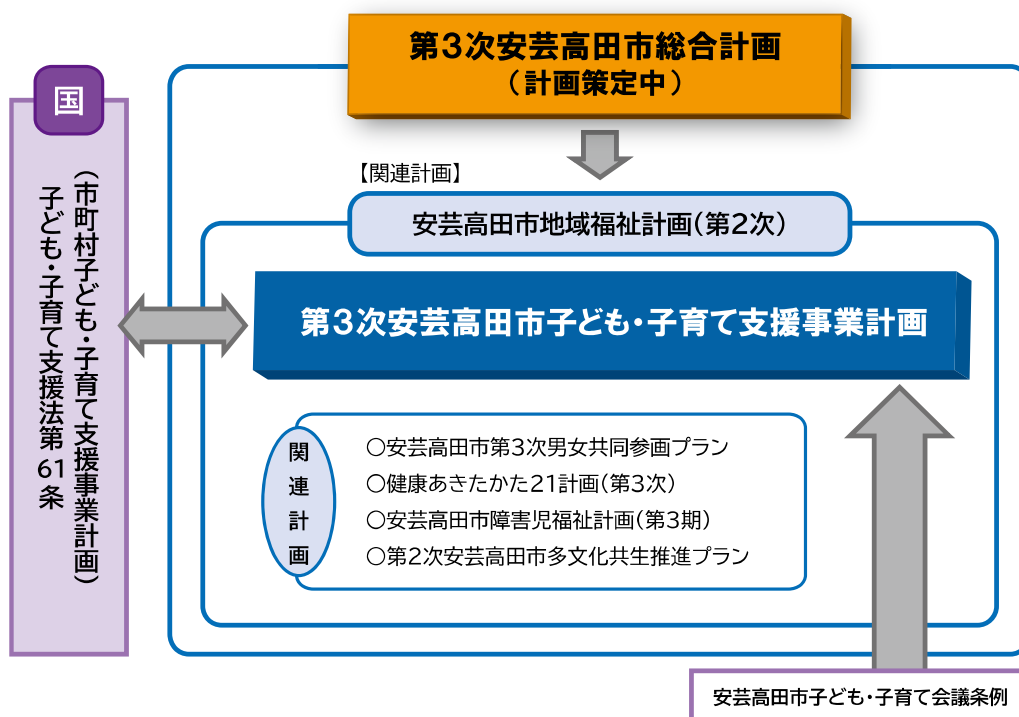 第3次安芸高田市総合計画
（計画策定中）
国
（市町村子ども・子育て支援事業計画）
子ども・子育て支援法第61条
【関連計画】
安芸高田市地域福祉計画（第2次）
第3次安芸高田市子ども・子育て支援事業計画
関連計画
○安芸高田市第3次男女共同参画プラン
○健康あきたかた21計画（第3次）
○安芸高田市障害児福祉計画（第3期）
○第2次安芸高田市多文化共生推進プラン
安芸高田市子ども・子育て会議条例